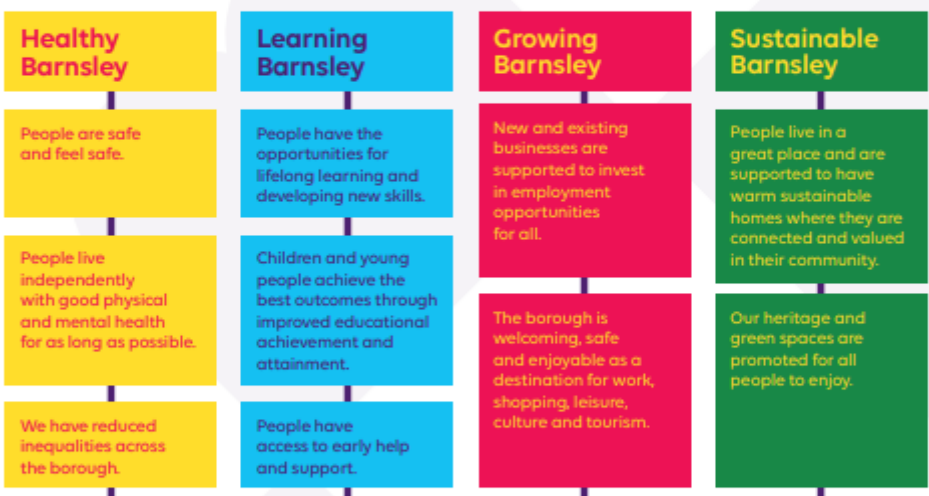 Healthy
Barnsley
People are safe
and feel safe.
People live
independently
with good physical
and mental health
for as long as possible.
We have reduced
inequalities across
the borough.
Learning
Barnsley
People have the
opportunities for
lifelong learning and
developing new skills.
Children and young
people achieve the
best outcomes through
improved educational
achievement and
attainment.
People have
access to early help
and support.
Growing
Barnsley
New and existing
businesses are
supported to invest
in employment
opportunities
for all.
The borough is
welcoming, safe
and enjoyable as a
destination for work,
shopping, leisure,
culture and tourism.
Sustainable
Barnsley
People live in a
great place and are
supported to have
warm sustainable
homes where they are
connected and valued
in their community.
Our heritage and
green spaces are
promoted for all
people to enjoy.